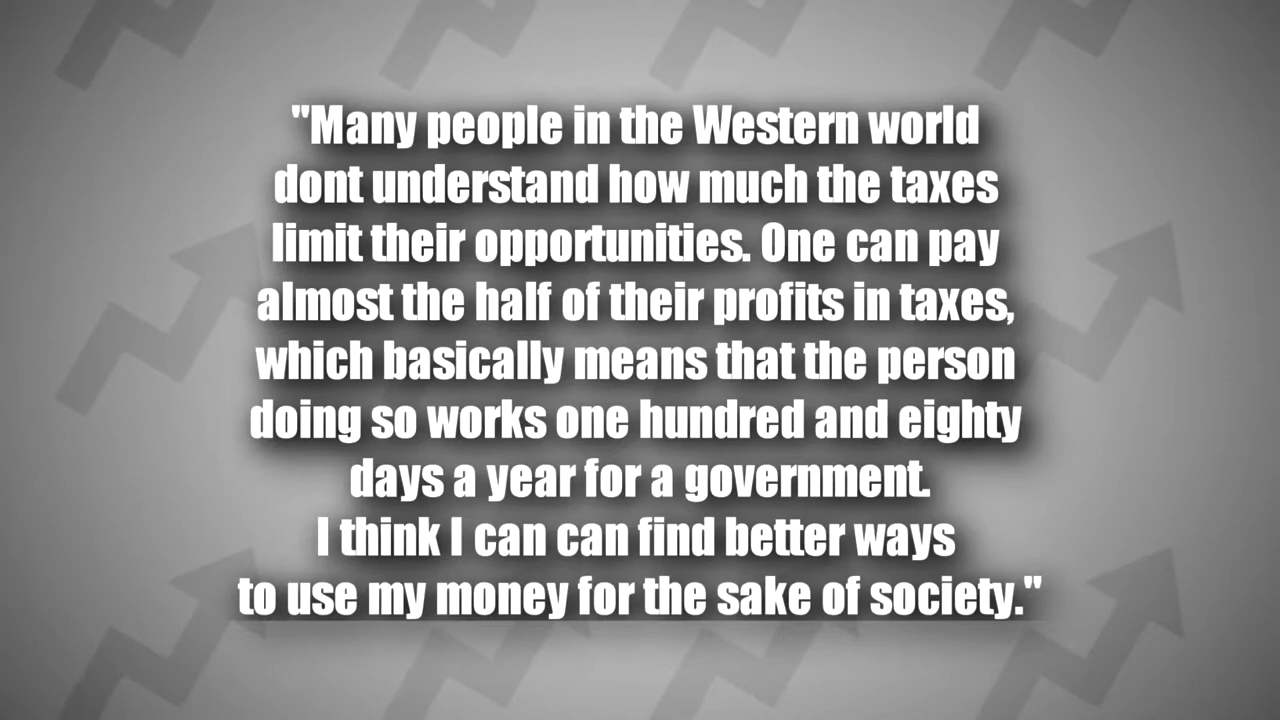 "Many people in the Western world
dont understand how much the taxes
limit their opportunities. One can pay
almost the half of their profits in taxes,
which basically means that the person
doing so works one hundred and eighty
days a year for a government.
I think I can can find better ways
to use my money for the sake of society."